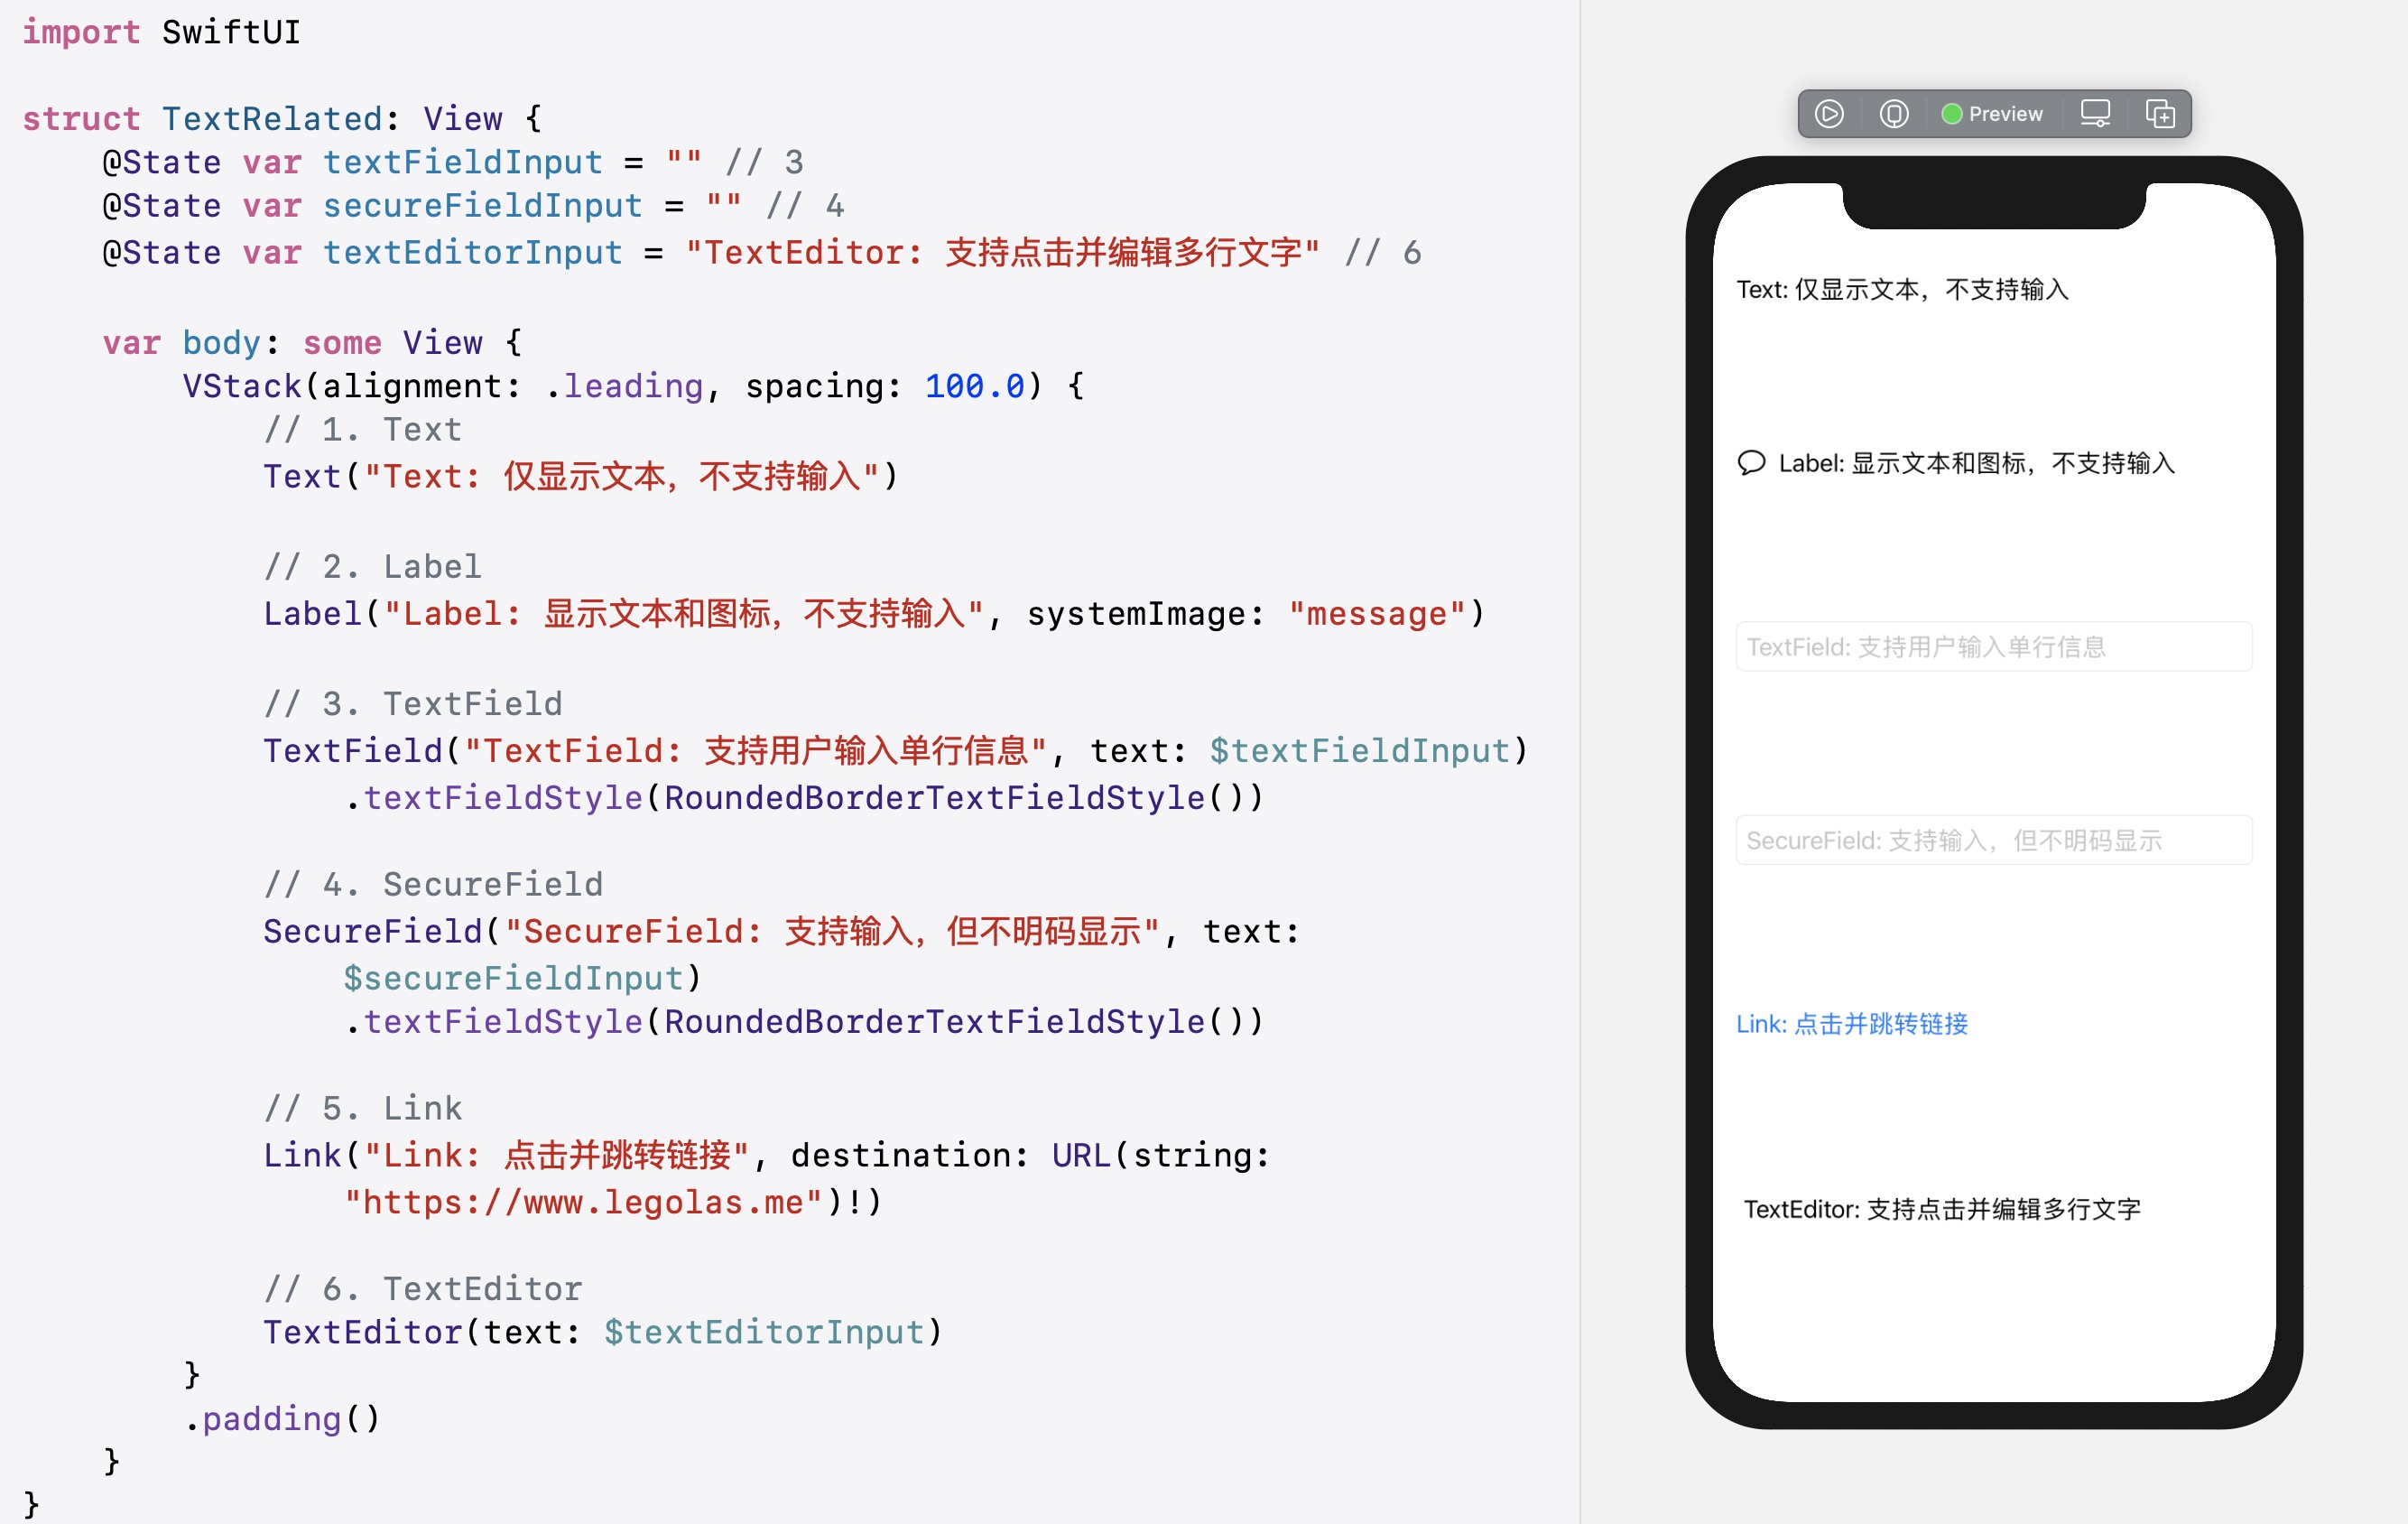 import SwiftUI
struct TextRelated: View {
@State var textFieldInput = "" // 3
@State var secureFieldInput = "" // 4
@State var textEditorInput = "TextEditor: 支持点击并编辑多行文字" // 6
var body: some View {
VStack(alignment: .leading, spacing: 100.0) {
// 1. Text
Text("Text: 仅显示文本，不支持输入")
// 2. Label
Label("Label: 显示文本和图标，不支持输入", systemImage: "message")
// 3. TextField
TextField("TextField: 支持用户输入单行信息", text: $textFieldInput)
.textFieldStyle(RoundedBorderTextFieldStyle())
// 4. SecureField
SecureField("SecureField: 支持输入，但不明码显示", text:
$secureFieldInput)
.textFieldStyle(RoundedBorderTextFieldStyle())
// 5. Link
Link("Link: 点击并跳转链接", destination: URL(string:
"https://www.legolas.me")!)
// 6. TextEditor
TextEditor(text: $textEditorInput)
}
.padding()
}
}
Preview
Text: 仅显示文本，不支持输入
Label: 显示文本和图标，不支持输入
TextField: 支持用户输入单行信息
SecureField: 支持输入，但不明码显示
Link: 点击并跳转链接
TextEditor: 支持点击并编辑多行文字